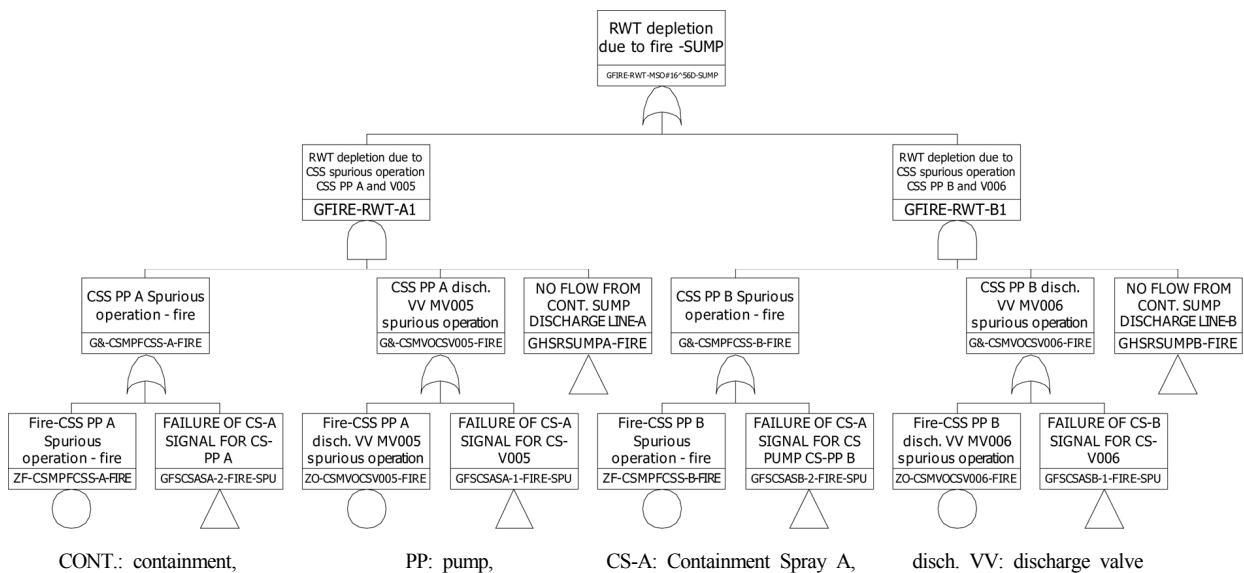 RWT depletion
due to fire -SUMP
GFIRE-RWT-MSO#16^56D-SUMP
RWT depletion due to
CSS spurious operation
CSS PP A and V005
GFIRE-RWT-A1
RWT depletion due to
CSS spurious operation
CSS PP B and V006
GFIRE-RWT-B1
CSS PP A Spurious
operation - fire
G&-CSMPFCSS-A-FIRE
CSS PP A disch.
VV MV005
spurious operation
G&-CSMVOCSV005-FIRE
NO FLOW FROM
CONT. SUMP
DISCHARGE LINE-A
GHSRSUMPA-FIRE
CSS PP B Spurious
operation - fire
G&-CSMPFCSS-B-FIRE
CSS PP B disch.
VV MV006
spurious operation
G&-CSMVOCSV006-FIRE
NO FLOW FROM
CONT. SUMP
DISCHARGE LINE-B
GHSRSUMPB-FIRE
Fire-CSS PP A
Spurious
operation - fire
ZF-CSMPFCSS-A-FIRE
FAILURE OF CS-A
SIGNAL FOR CS-
PP A
GFSCSASA-2-FIRE-SPU
Fire-CSS PP A
disch. VV MV005
spurious operation
ZO-CSMVOCSV005-FIRE
FAILURE OF CS-A
SIGNAL FOR CS-
V005
GFSCSASA-1-FIRE-SPU
Fire-CSS PP B
Spurious
operation - fire
ZF-CSMPFCSS-B-FIRE
FAILURE OF CS-A
SIGNAL FOR CS
PUMP CS-PP B
GFSCSASB-2-FIRE-SPU
Fire-CSS PP B
disch. VV MV006
spurious operation
ZO-CSMVOCSV006-FIRE
FAILURE OF CS-B
SIGNAL FOR CS-
V006
GFSCSASB-1-FIRE-SPU
CONT.: containment, PP: pump, CS-A: Containment Spray A, disch. VV: discharge valve